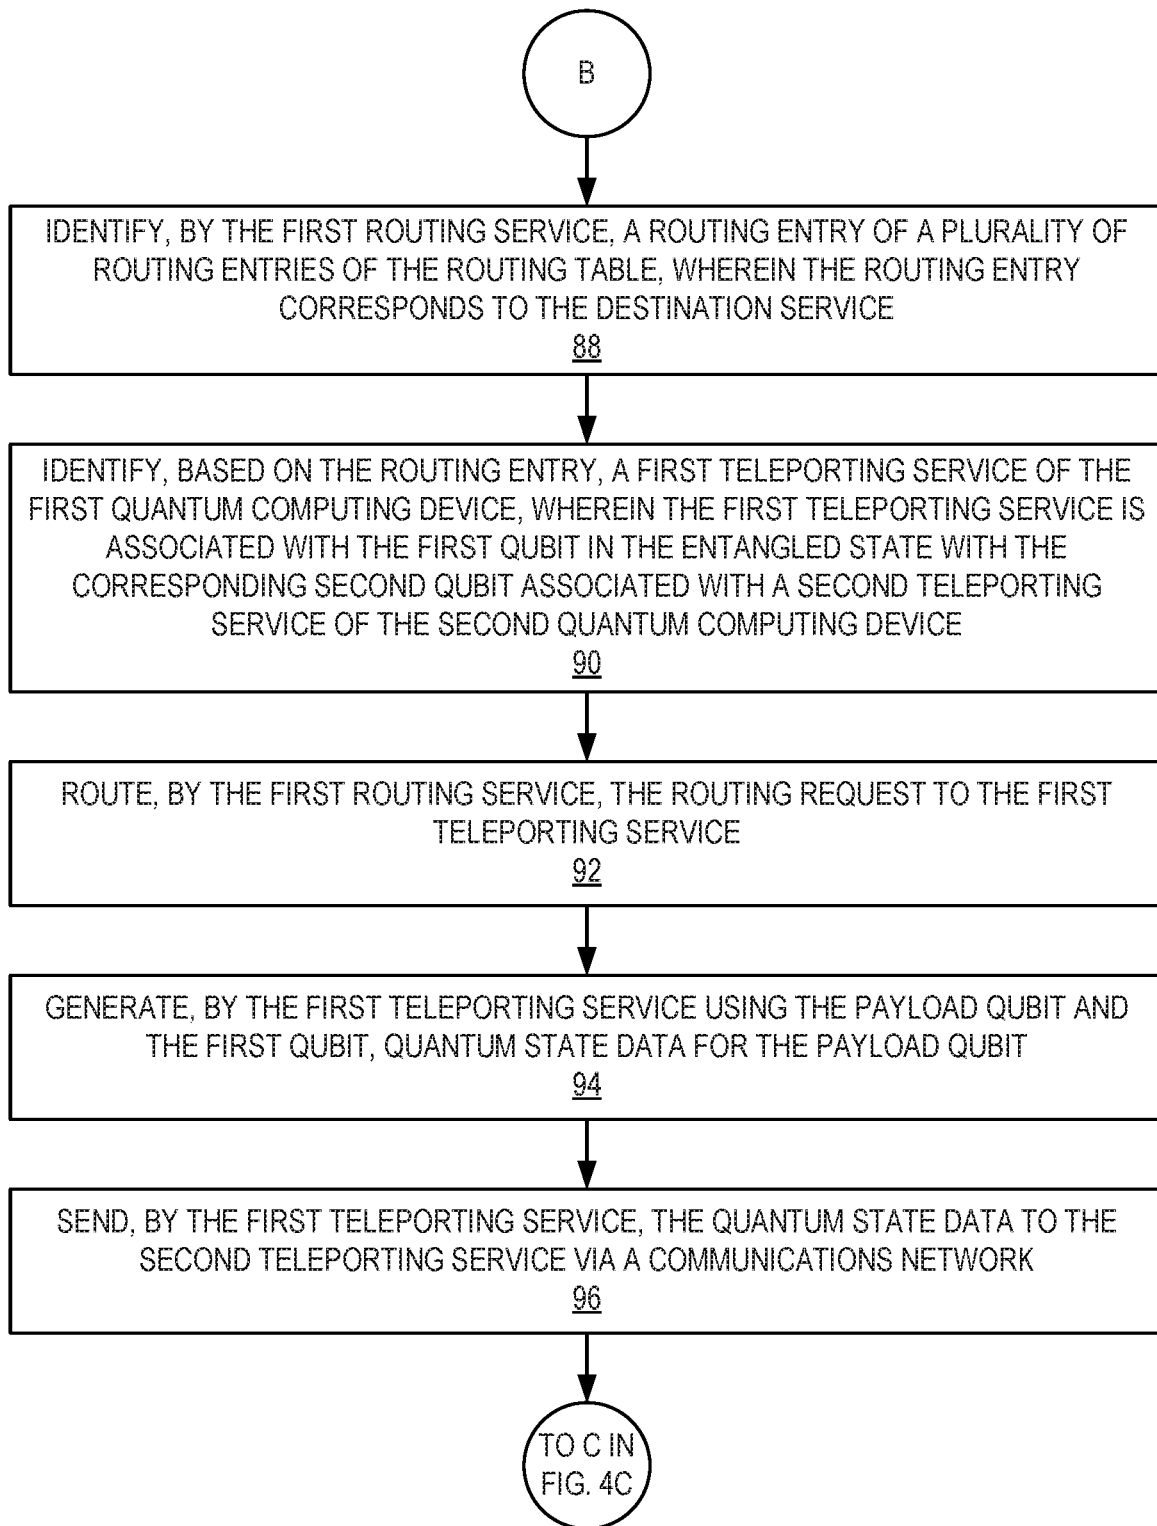 B
IDENTIFY, BY THE FIRST ROUTING SERVICE, A ROUTING ENTRY OF A PLURALITY OF
ROUTING ENTRIES OF THE ROUTING TABLE, WHEREIN THE ROUTING ENTRY
CORRESPONDS TO THE DESTINATION SERVICE
88
IDENTIFY, BASED ON THE ROUTING ENTRY, A FIRST TELEPORTING SERVICE OF THE
FIRST QUANTUM COMPUTING DEVICE, WHEREIN THE FIRST TELEPORTING SERVICE IS
ASSOCIATED WITH THE FIRST QUBIT IN THE ENTANGLED STATE WITH THE
CORRESPONDING SECOND QUBIT ASSOCIATED WITH A SECOND TELEPORTING
SERVICE OF THE SECOND QUANTUM COMPUTING DEVICE
90
ROUTE, BY THE FIRST ROUTING SERVICE, THE ROUTING REQUEST TO THE FIRST
TELEPORTING SERVICE
92
GENERATE, BY THE FIRST TELEPORTING SERVICE USING THE PAYLOAD QUBIT AND
THE FIRST QUBIT, QUANTUM STATE DATA FOR THE PAYLOAD QUBIT
94
SEND, BY THE FIRST TELEPORTING SERVICE, THE QUANTUM STATE DATA TO THE
SECOND TELEPORTING SERVICE VIA A COMMUNICATIONS NETWORK
96
TO C IN
FIG. 4C